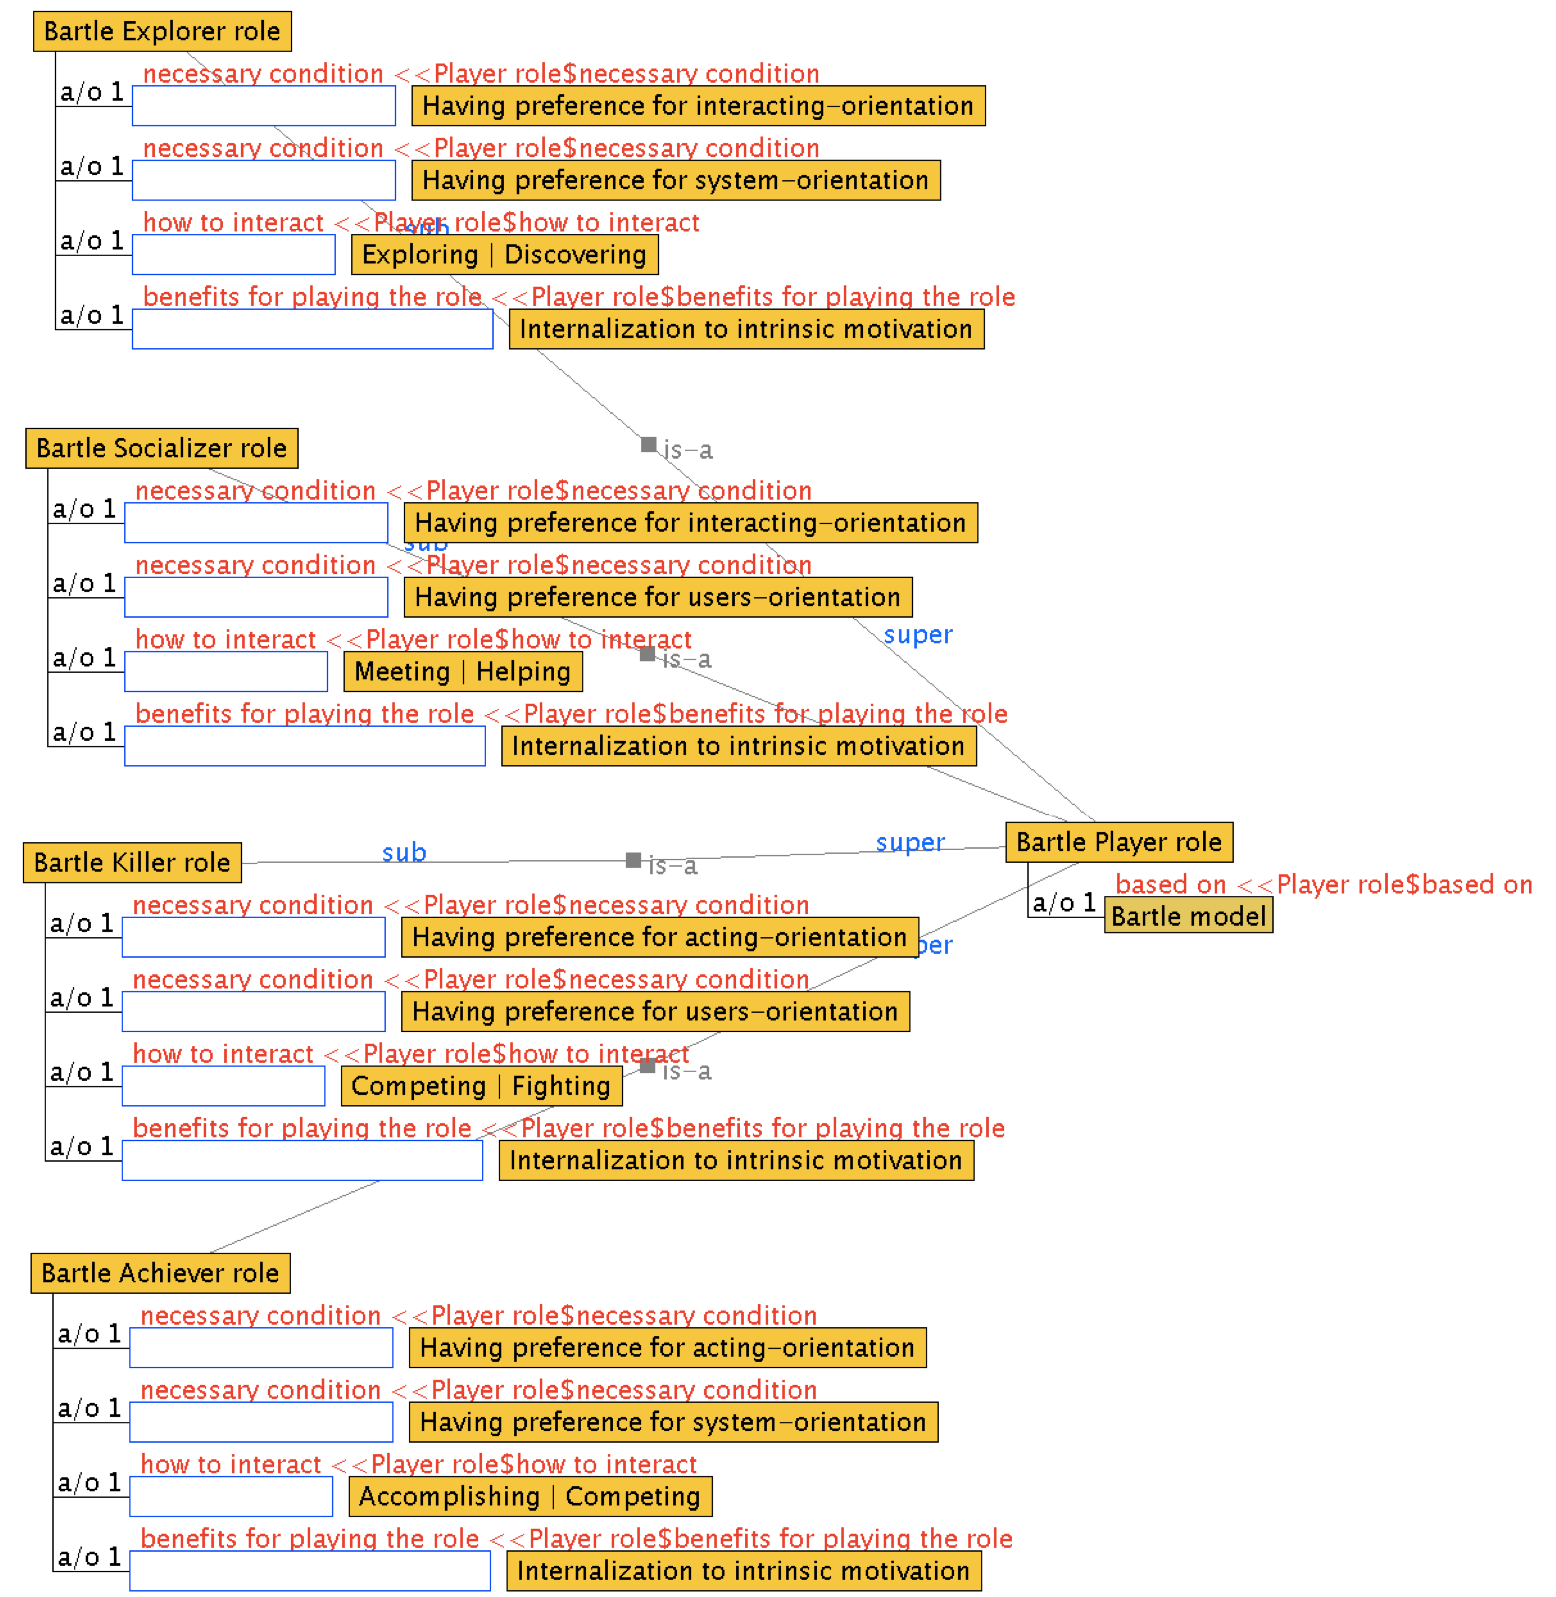 Bartle Explorer role
necessary condition <<Player role$necessary condition
a/o 1
Having preference for interacting-orientation
necessary condition <<Player role$necessary condition
a/o 1
Having preference for system-orientation
how to interact <<Player role$how to interact
sub
a/o 1
Exploring | Discovering
benefits for playing the role <<Player role$benefits for playing the role
a/o 1
Internalization to intrinsic motivation
is-a
Bartle Socializer role
necessary condition <<Player role$necessary condition
a/o 1
Having preference for interacting-orientation
sub
necessary condition <<Player role$necessary condition
a/o 1
Having preference for users-orientation
super
how to interact <<Player role$how to interact
is-a
a/o 1
Meeting | Helping
benefits for playing the role <<Player role$benefits for playing the role
a/o 1
Internalization to intrinsic motivation
Bartle Killer role
sub
is-a
super
Bartle Player role
based on <<Player role$based on
a/o 1
Bartle model
necessary condition <<Player role$necessary condition
a/o 1
Having preference for acting-orientation
per
necessary condition <<Player role$necessary condition
a/o 1
Having preference for users-orientation
how to interact <<Player role$how to interact
is-a
a/o 1
Competing | Fighting
benefits for playing the role <<Player role$benefits for playing the role
a/o 1
Internalization to intrinsic motivation
Bartle Achiever role
necessary condition <<Player role$necessary condition
a/o 1
Having preference for acting-orientation
necessary condition <<Player role$necessary condition
a/o 1
Having preference for system-orientation
how to interact <<Player role$how to interact
a/o 1
Accomplishing | Competing
benefits for playing the role <<Player role$benefits for playing the role
a/o 1
Internalization to intrinsic motivation